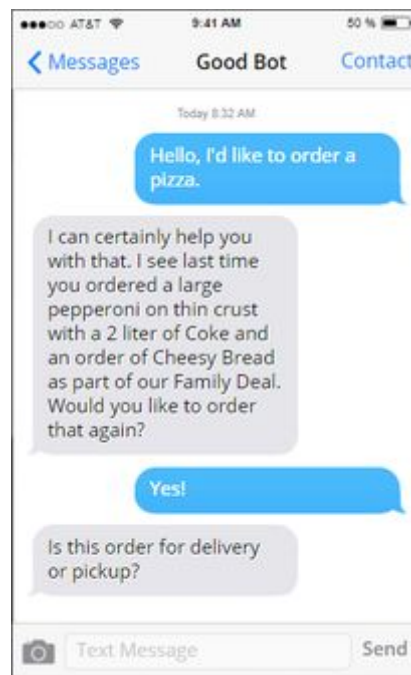 AT&T 9:41 AM 50 %
Messages Good Bot Contact
Today 8:32 AM
Hello, I'd like to order a
pizza.
I can certainly help you
with that. I see last time
you ordered a large
pepperoni on thin crust
with a 2 liter of Coke and
an order of Cheesy Bread
as part of our Family Deal.
Would you like to order
that again?
Yes!
Is this order for delivery
or pickup?
Text Message Send